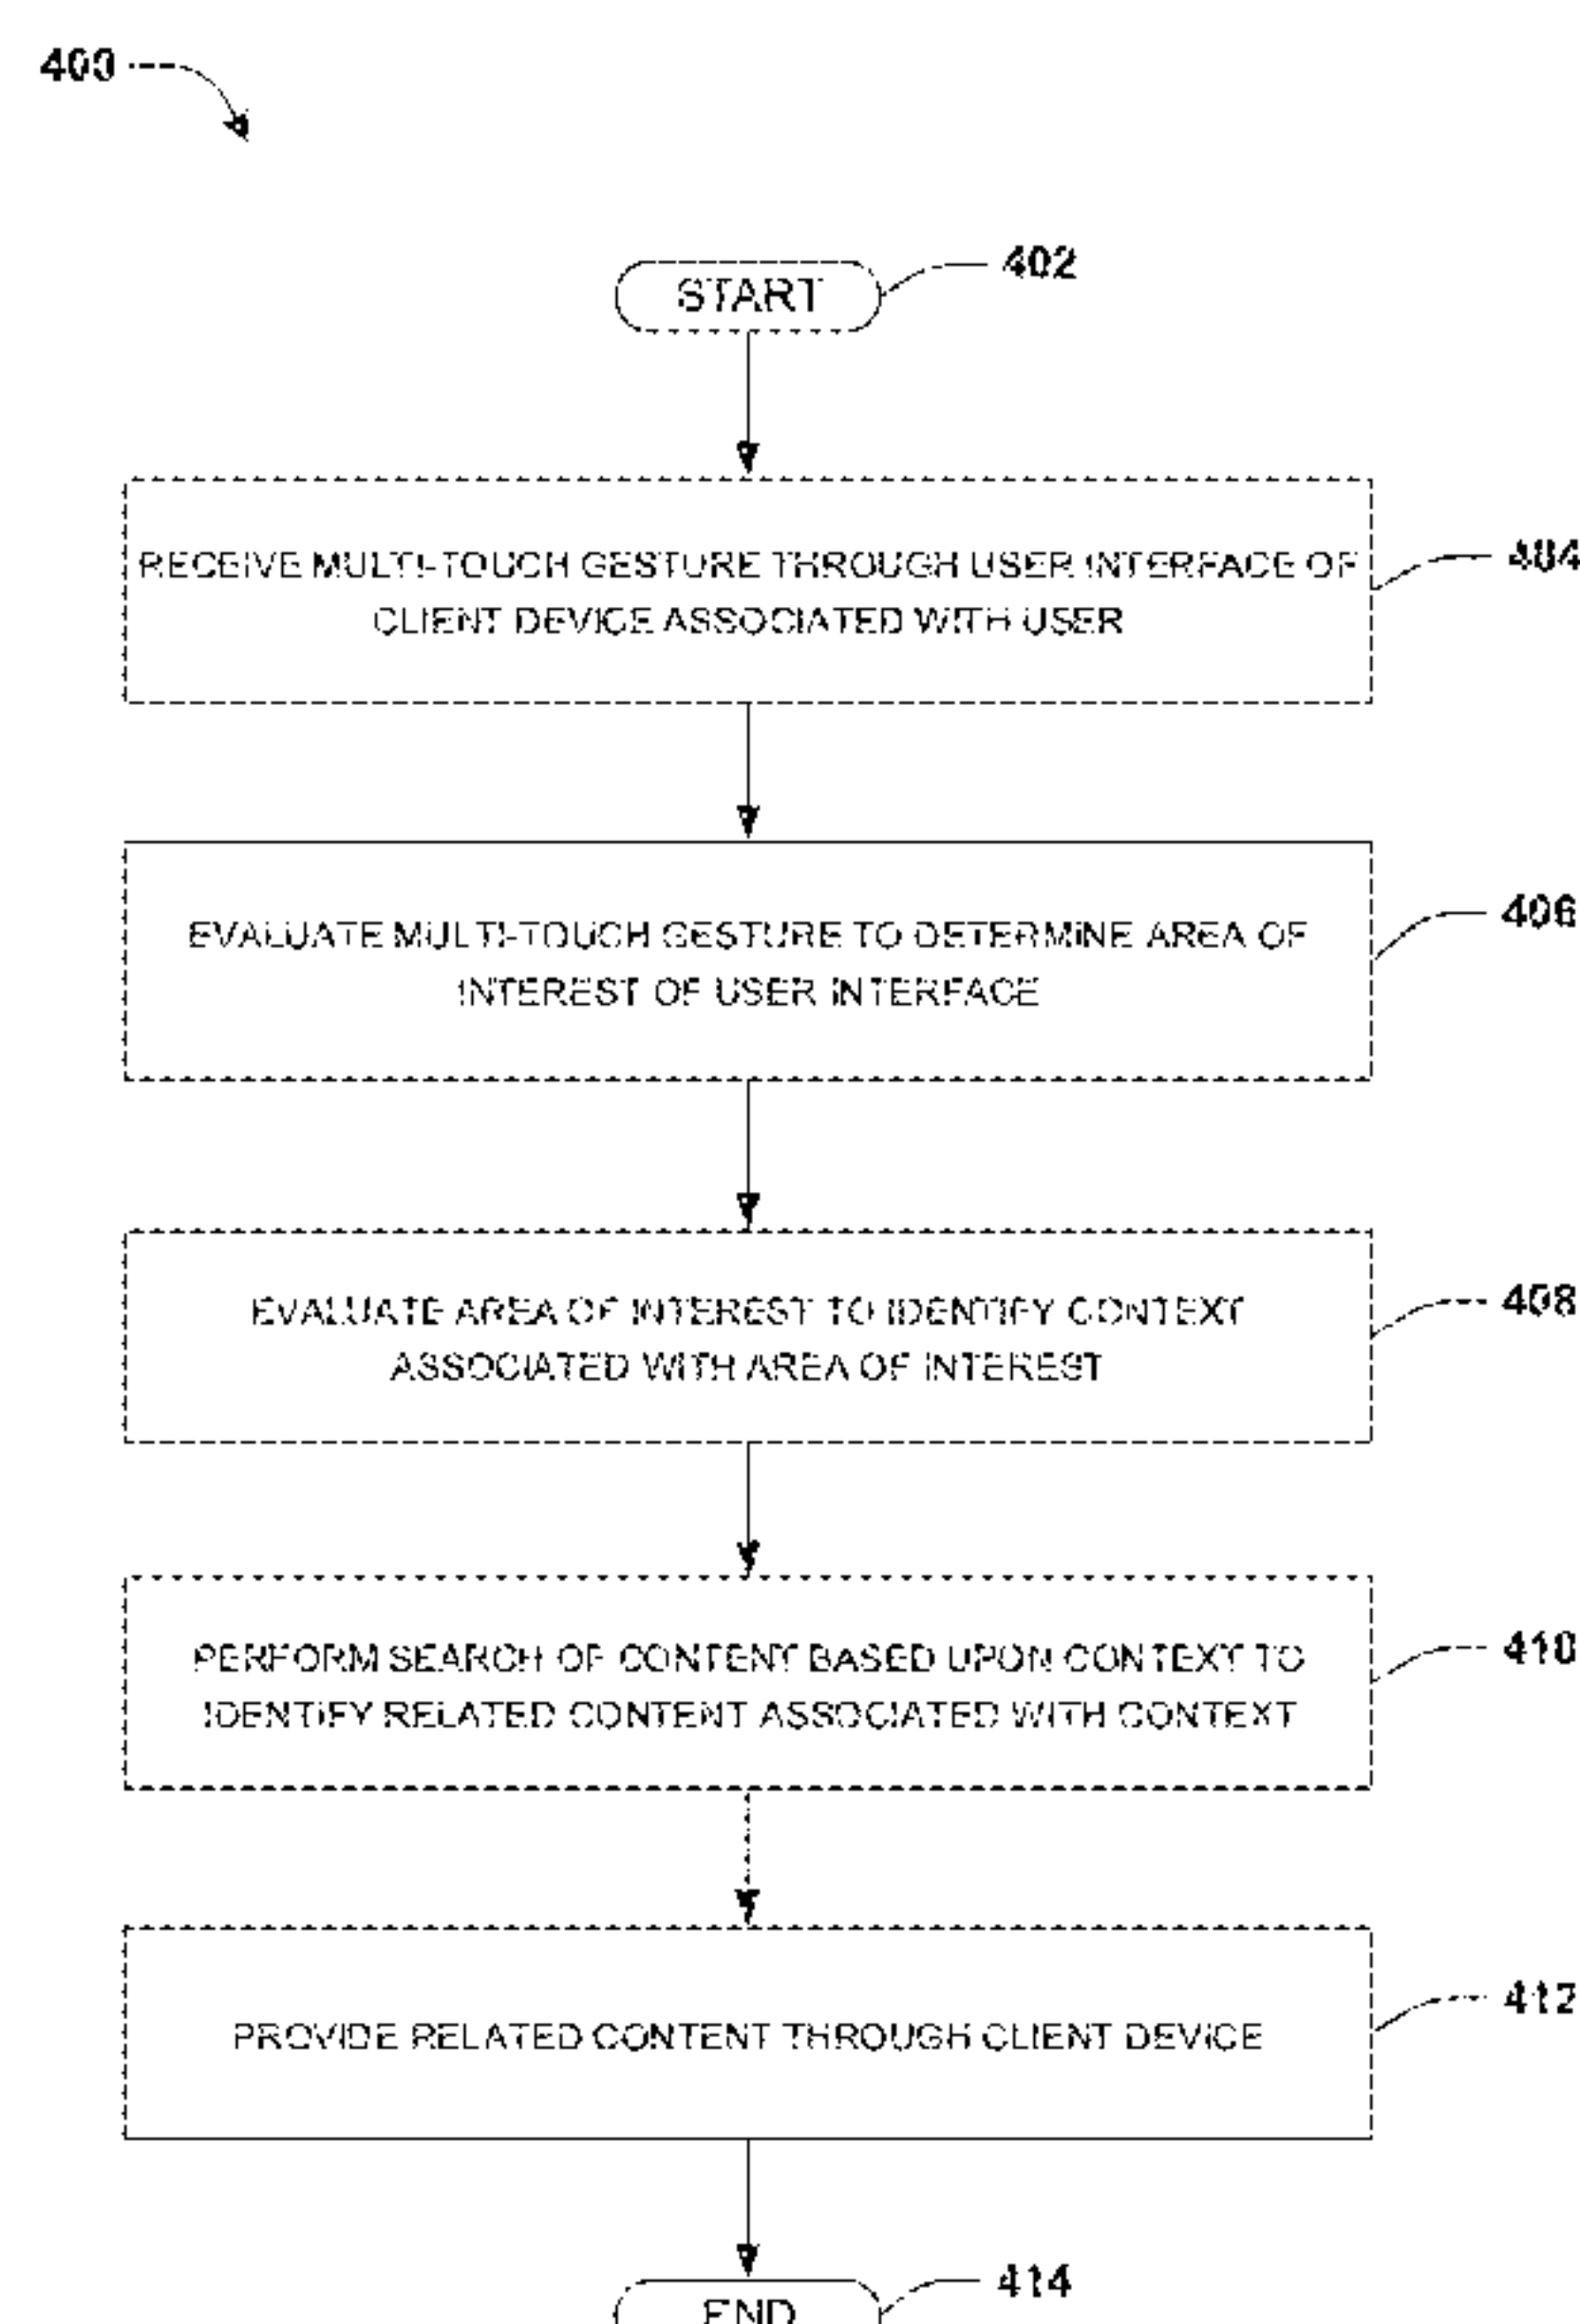 400
START
402
RECEIVE MULTI-TOUCH GESTURE THROUGH USER INTERFACE OF
CLIENT DEVICE ASSOCIATED WITH USER
404
EVALUATE MULTI-TOUCH GESTURE TO DETERMINE AREA OF
INTEREST OF USER INTERFACE
406
EVALUATE AREA OF INTEREST TO IDENTIFY CONTEXT
ASSOCIATED WITH AREA OF INTEREST
408
PERFORM SEARCH OF CONTENT BASED UPON CONTEXT TO
IDENTIFY RELATED CONTENT ASSOCIATED WITH CONTEXT
410
PROVIDE RELATED CONTENT THROUGH CLIENT DEVICE
412
END
414